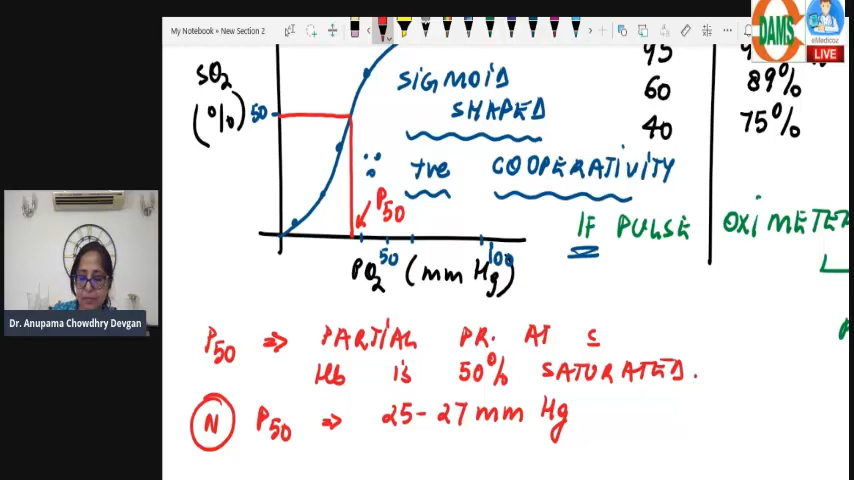 My Notebook » New Section 2
DAMS
eMedicoz
LIVE
SO2
(%)
50
SIGMOID
SHAPED
∵ +ve COOPERATIVITY
P50
50
100
PO2 (mm Hg)
95
60 89%
40 75%
IF PULSE OXIMETER
P50 ⇒ PARTIAL PR. AT c̲
Hb is 50% SATURATED.
N P50 ⇒ 25-27 mm Hg
Dr. Anupama Chowdhry Devgan